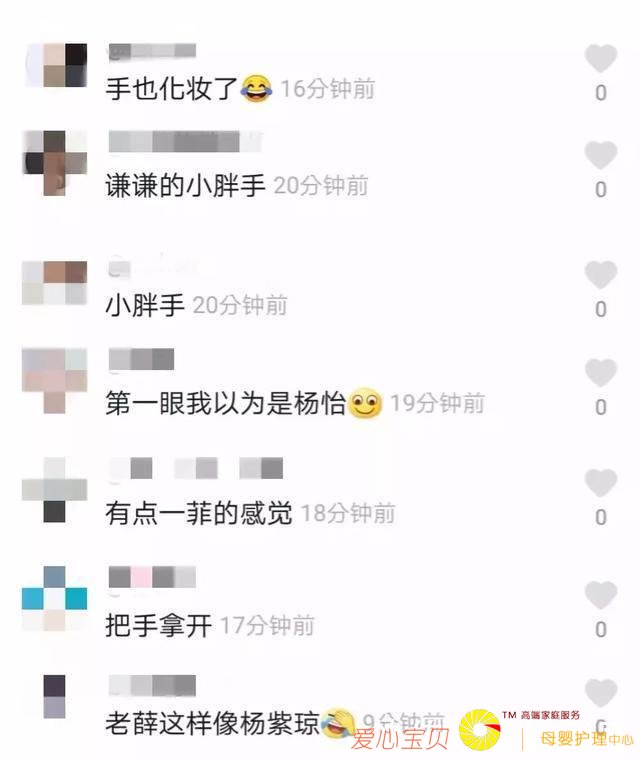 手也化妆了😂 16分钟前
0
谦谦的小胖手 20分钟前
0
小胖手 20分钟前
0
第一眼我以为是杨怡 19分钟前
0
有点一菲的感觉 18分钟前
0
把手拿开 17分钟前
0
老薛这样像杨紫琼🤣 9分钟前
爱心宝贝
TM 高端家庭服务
母婴护理中心